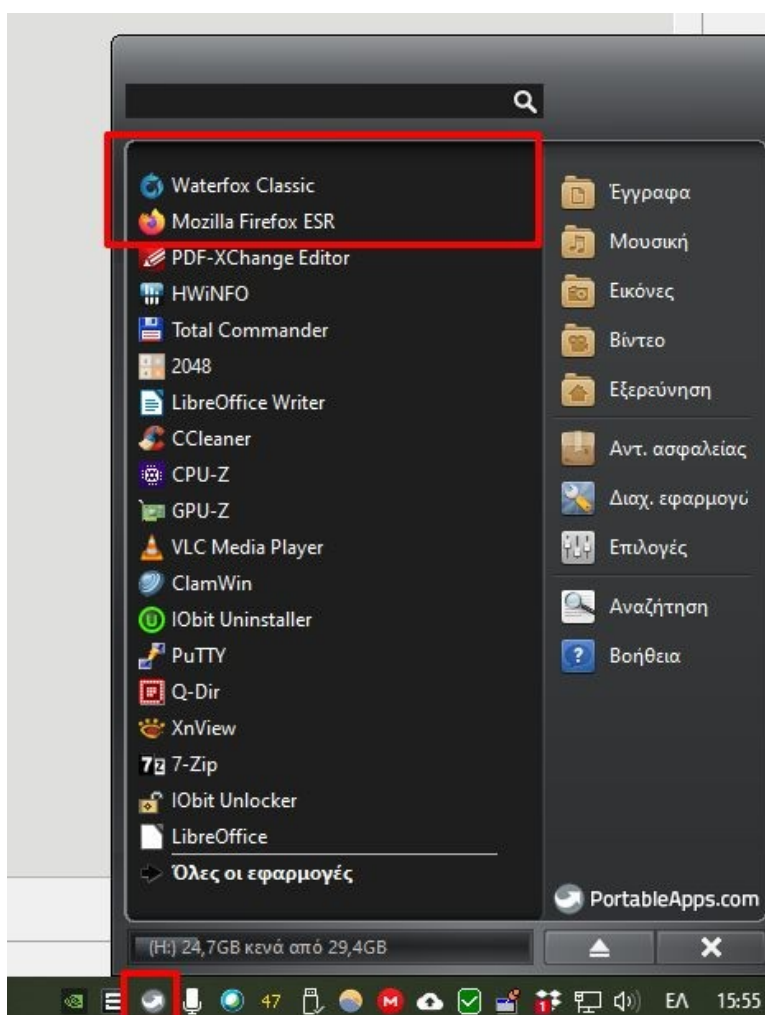 Waterfox Classic
Mozilla Firefox ESR
PDF-XChange Editor
HWiNFO
Total Commander
2048
LibreOffice Writer
CCleaner
CPU-Z
GPU-Z
VLC Media Player
ClamWin
IObit Uninstaller
PuTTY
Q-Dir
XnView
7-Zip
IObit Unlocker
LibreOffice
Όλες οι εφαρμογές
Έγγραφα
Μουσική
Εικόνες
Βίντεο
Εξερεύνηση
Αντ. ασφαλείας
Διαχ. εφαρμογώ
Επιλογές
Αναζήτηση
Βοήθεια
PortableApps.com
(H:) 24,7GB κενά από 29,4GB
47
ΕΛ 15:55